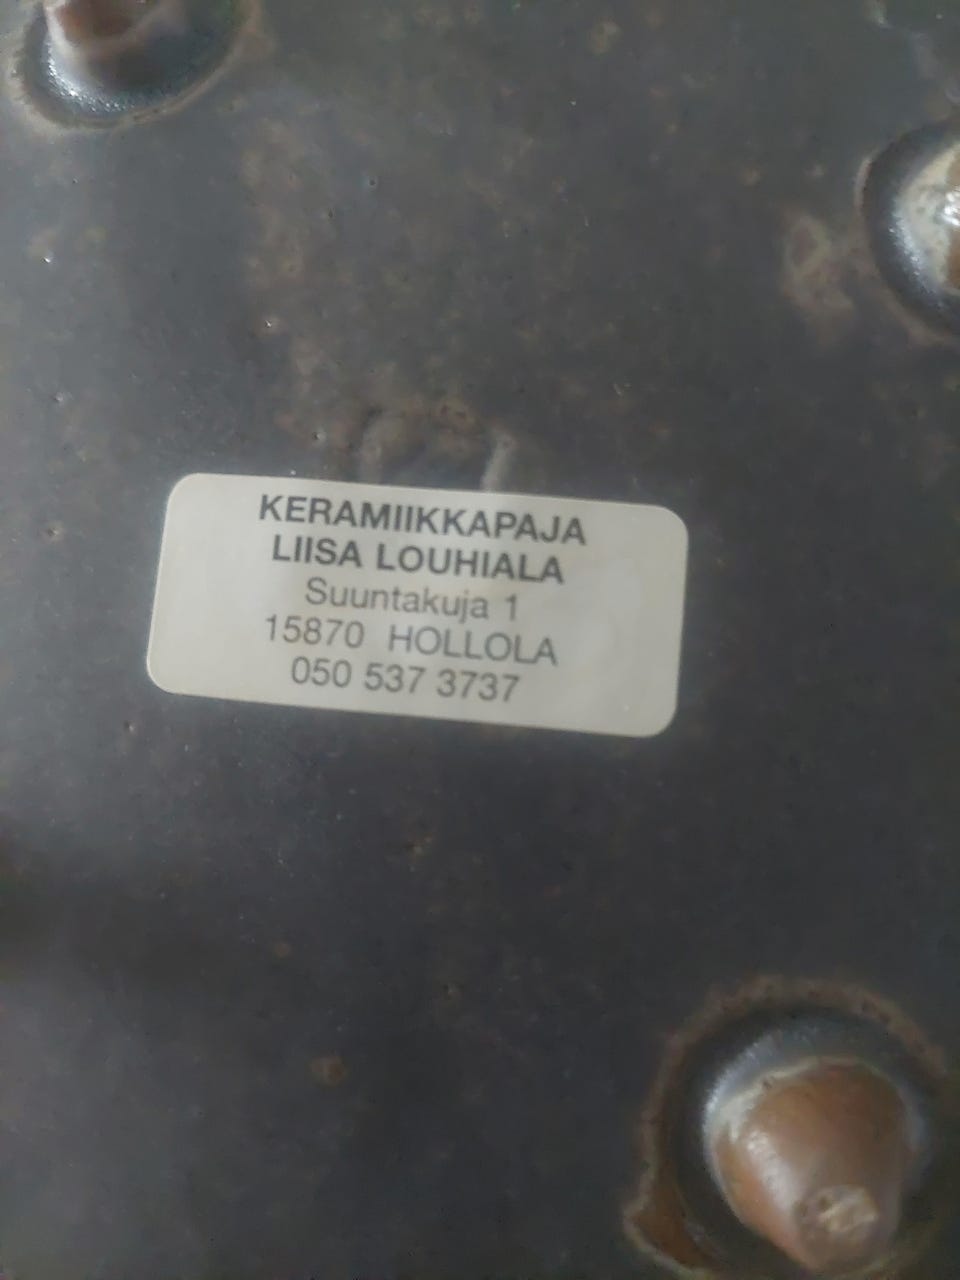 KERAMIIKKAPAJA
LIISA LOUHIALA
Suuntakuja 1
15870 HOLLOLA
050 537 3737